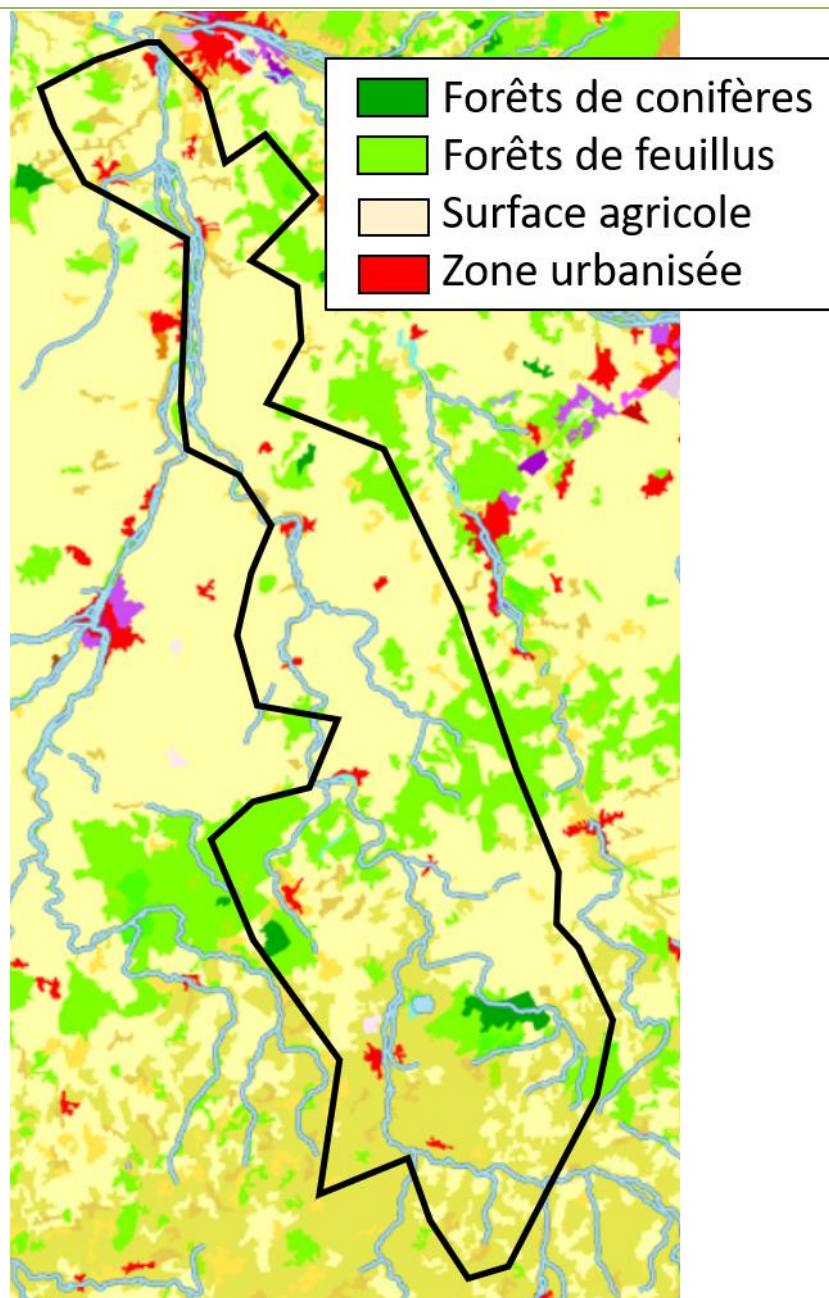 Forêts de conifères
Forêts de feuillus
Surface agricole
Zone urbanisée